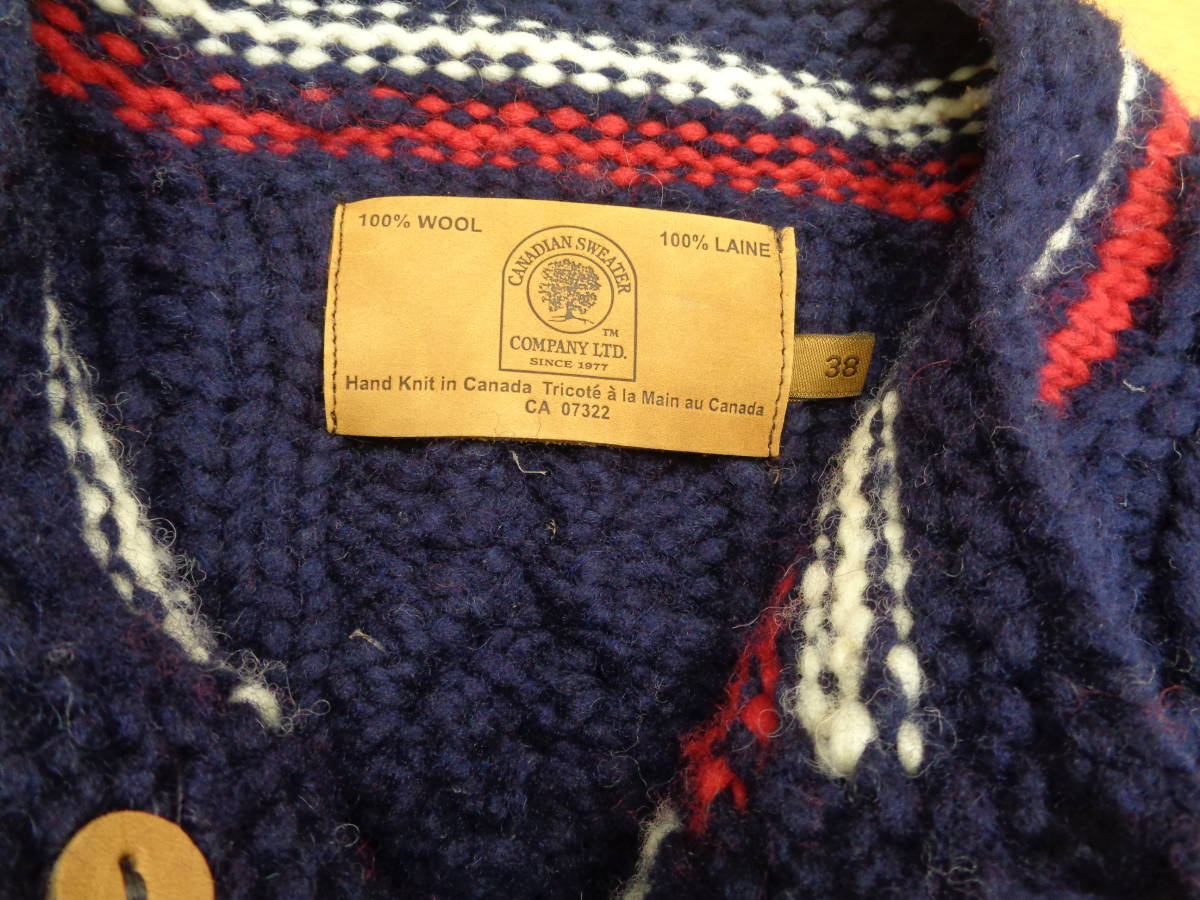 100% WOOL
100% LAINE
CANADIAN SWEATER
TM
COMPANY LTD.
SINCE 1977
Hand Knit in Canada Tricoté à la Main au Canada
CA 07322
38